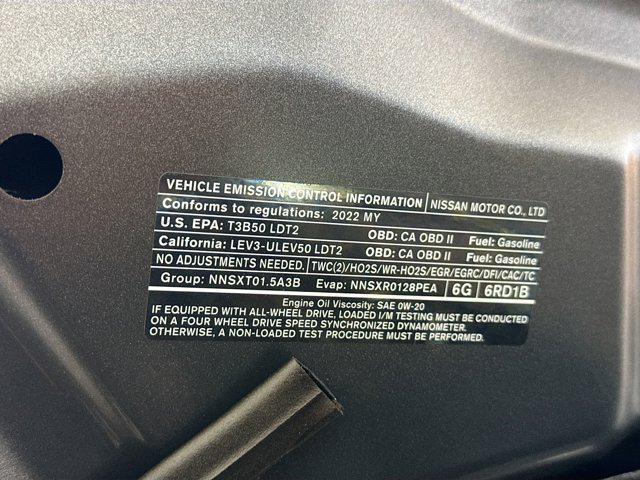 VEHICLE EMISSION CONTROL INFORMATION NISSAN MOTOR CO., LTD
Conforms to regulations: 2022 MY
U.S. EPA: T3B50 LDT2 OBD: CA OBD II Fuel: Gasoline
California: LEV3-ULEV50 LDT2 OBD: CA OBD II Fuel: Gasoline
NO ADJUSTMENTS NEEDED. TWC(2)/HO2S/WR-HO2S/EGR/EGRC/DFI/CAC/TC
Group: NNSXT01.5A3B Evap: NNSXR0128PEA 6G 6RD1B
Engine Oil Viscosity: SAE 0W-20
IF EQUIPPED WITH ALL-WHEEL DRIVE, LOADED I/M TESTING MUST BE CONDUCTED
ON A FOUR WHEEL DRIVE SPEED SYNCHRONIZED DYNAMOMETER.
OTHERWISE, A NON-LOADED TEST PROCEDURE MUST BE PERFORMED.